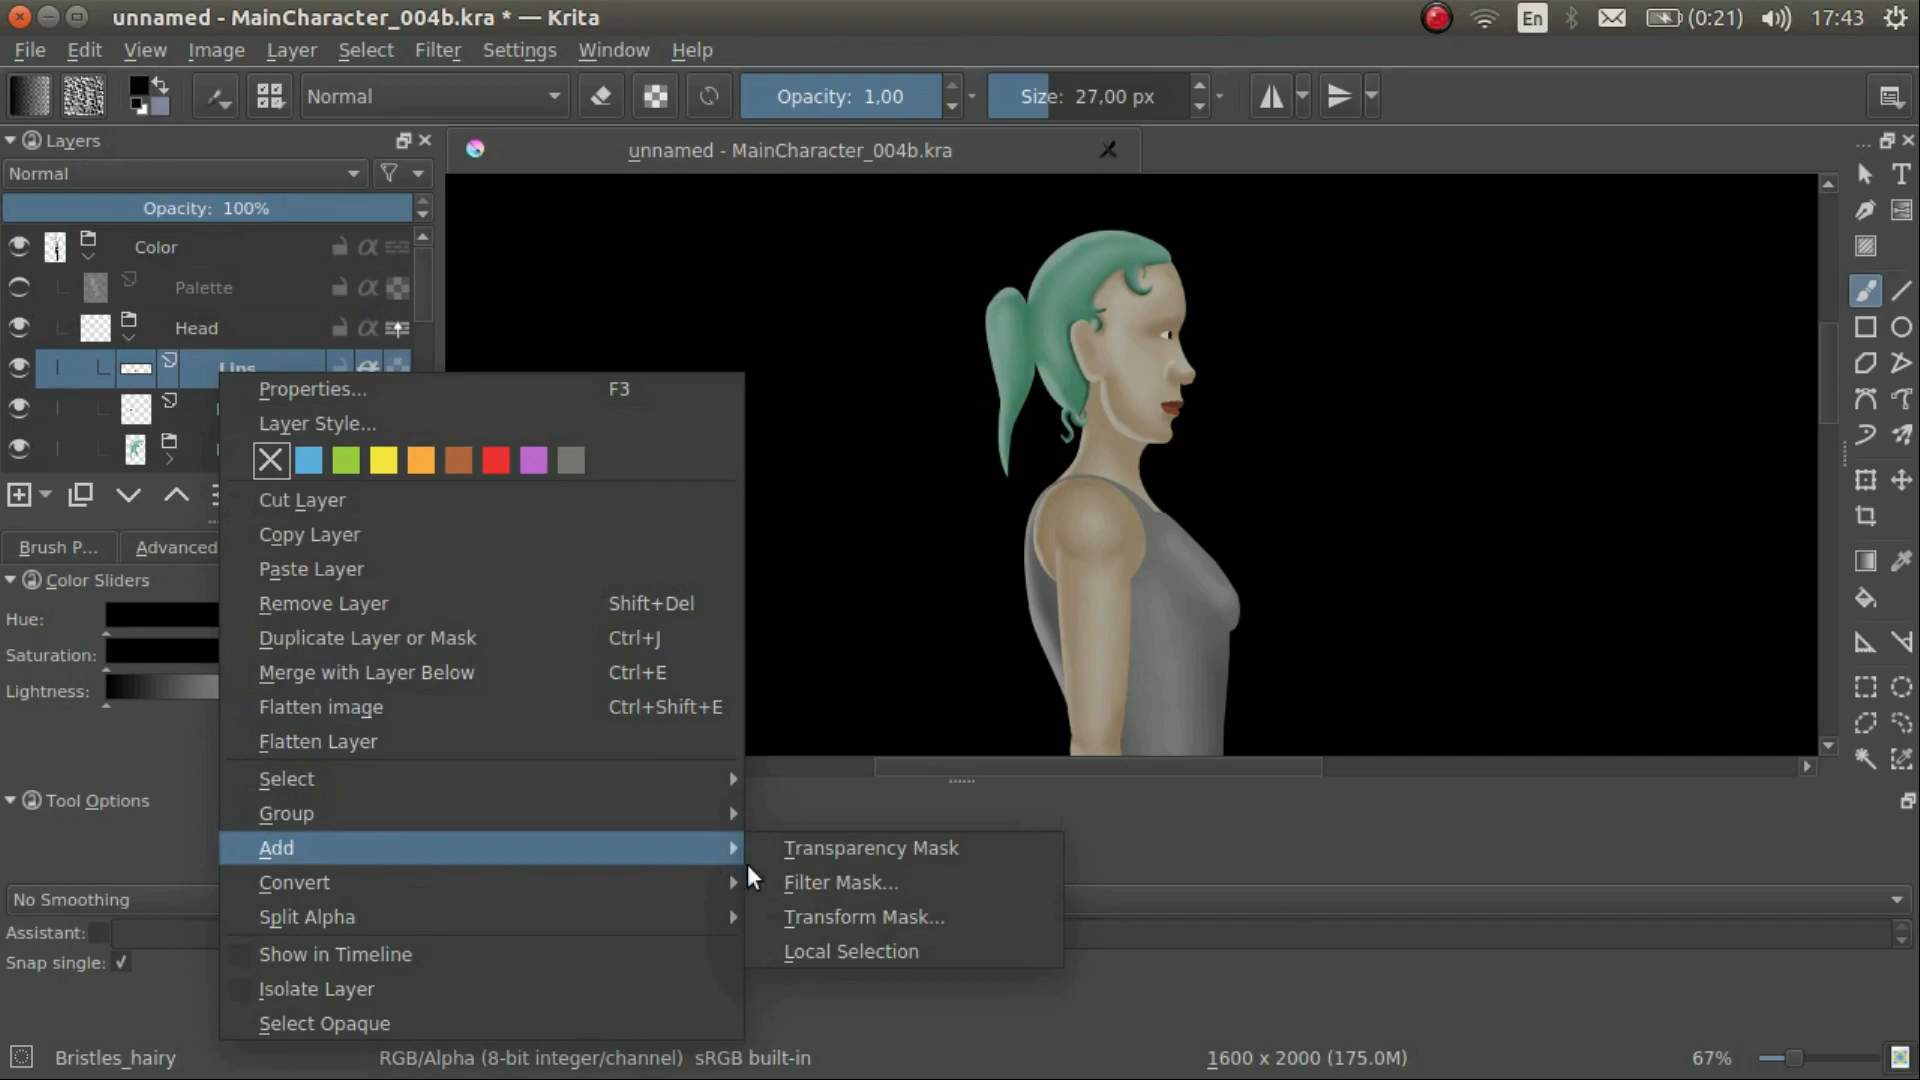 unnamed - MainCharacter_004b.kra * — Krita
En
(0:21)
17:43
File Edit View Image Layer Select Filter Settings Window Help
Normal
Opacity: 1,00
Size: 27,00 px
Layers
unnamed - MainCharacter_004b.kra
Normal
Opacity: 100%
Color
Palette
Head
Lips
Properties... F3
Layer Style...
Cut Layer
Copy Layer
Paste Layer
Remove Layer Shift+Del
Duplicate Layer or Mask Ctrl+J
Merge with Layer Below Ctrl+E
Flatten image Ctrl+Shift+E
Flatten Layer
Select
Group
Add
Convert
Split Alpha
Show in Timeline
Isolate Layer
Select Opaque
Transparency Mask
Filter Mask...
Transform Mask...
Local Selection
Brush P...
Advanced
Color Sliders
Hue:
Saturation:
Lightness:
Tool Options
No Smoothing
Assistant:
Snap single:
Bristles_hairy
RGB/Alpha (8-bit integer/channel) sRGB built-in
1600 x 2000 (175.0M)
67%